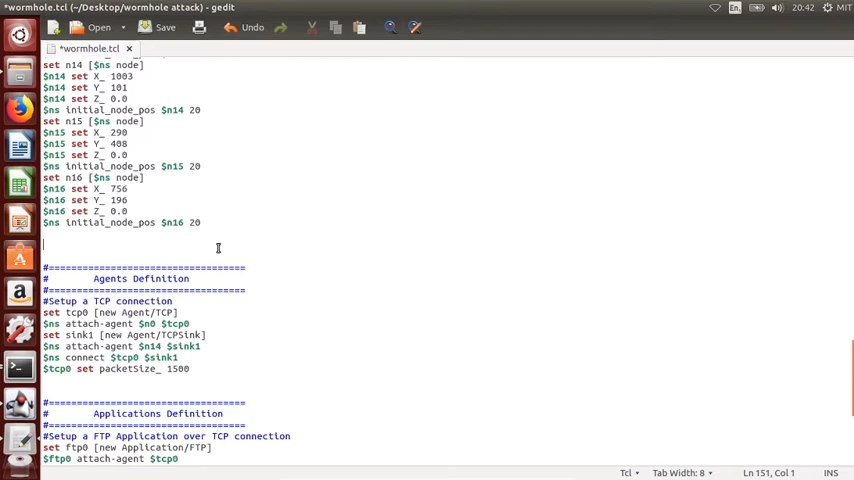 *wormhole.tcl (~/Desktop/wormhole attack) - gedit
En
20:42
MIT
Open
Save
Undo
*wormhole.tcl
set n14 [$ns node]
$n14 set X_ 1003
$n14 set Y_ 101
$n14 set Z_ 0.0
$ns initial_node_pos $n14 20
set n15 [$ns node]
$n15 set X_ 290
$n15 set Y_ 408
$n15 set Z_ 0.0
$ns initial_node_pos $n15 20
set n16 [$ns node]
$n16 set X_ 756
$n16 set Y_ 196
$n16 set Z_ 0.0
$ns initial_node_pos $n16 20
#===================================
#        Agents Definition
#===================================
#Setup a TCP connection
set tcp0 [new Agent/TCP]
$ns attach-agent $n0 $tcp0
set sink1 [new Agent/TCPSink]
$ns attach-agent $n14 $sink1
$ns connect $tcp0 $sink1
$tcp0 set packetSize_ 1500
#===================================
#        Applications Definition
#===================================
#Setup a FTP Application over TCP connection
set ftp0 [new Application/FTP]
$ftp0 attach-agent $tcp0
Tcl
Tab Width: 8
Ln 151, Col 1
INS